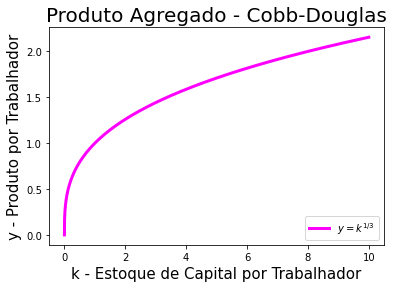 Produto Agregado - Cobb-Douglas
y - Produto por Trabalhador
2.0
1.5
1.0
0.5
0.0
y = k^{1/3}
0 2 4 6 8 10
k - Estoque de Capital por Trabalhador